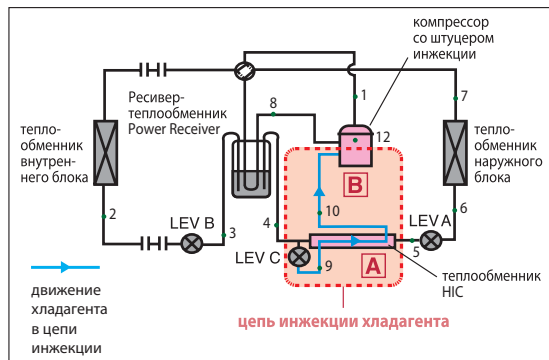 компрессор
со штуцером
инжекции
Ресивер-
теплообменник
Power Receiver
1
7
8
12
тепло-
обменник
внутрен-
него блока
тепло-
обменник
наружного
блока
B
2
10
6
LEV B
3
4
LEV A
5
LEV C
9
A
теплообменник
HIC
движение
хладагента
в цепи
инжекции
цепь инжекции хладагента